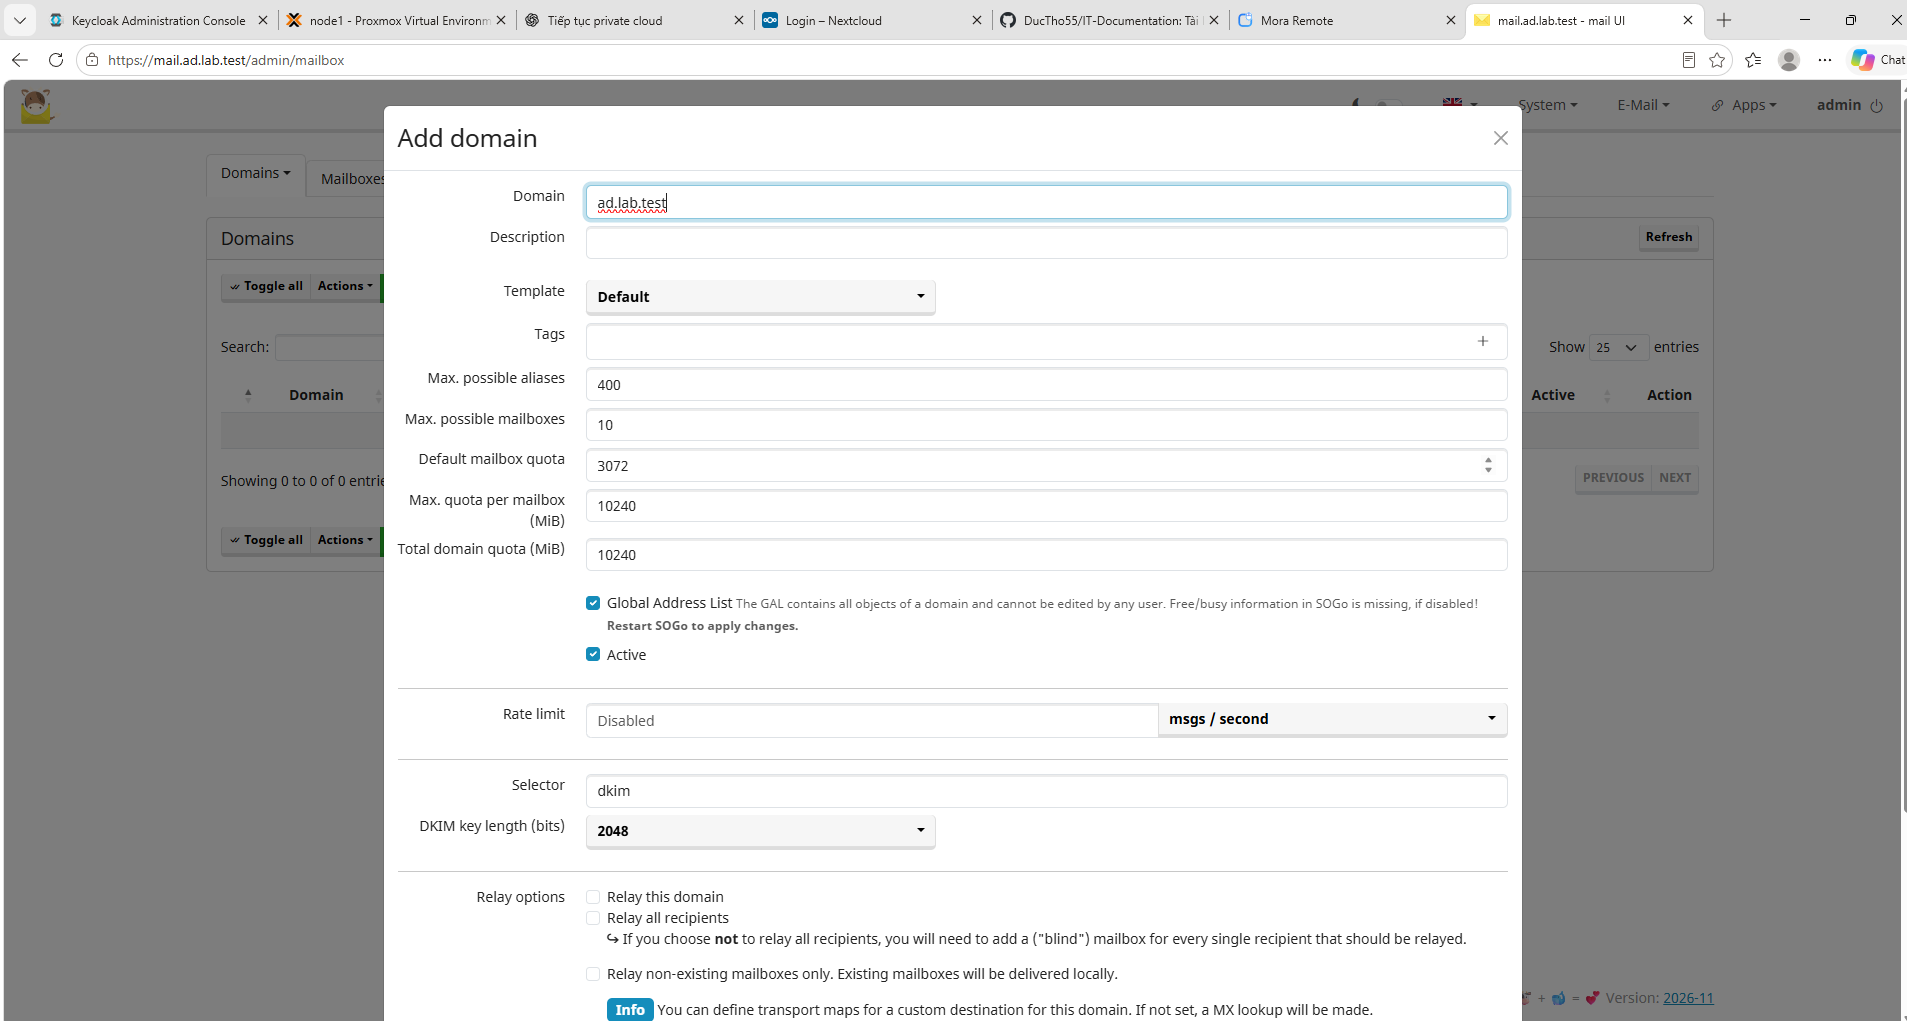 Keycloak Administration Console
node1 - Proxmox Virtual Environm
Tiếp tục private cloud
Login – Nextcloud
DucTho55/IT-Documentation: Tài
Mora Remote
mail.ad.lab.test - mail UI
https://mail.ad.lab.test/admin/mailbox
Chat
System
E-Mail
Apps
admin
Add domain
Domains
Mailboxes
Domain
ad.lab.test
Description
Domains
Refresh
Toggle all
Actions
Template
Default
Tags
Search:
Show
25
entries
Max. possible aliases
400
Domain
Active
Action
Max. possible mailboxes
10
Default mailbox quota
3072
Showing 0 to 0 of 0 entrie
PREVIOUS
NEXT
Max. quota per mailbox
(MiB)
10240
Toggle all
Actions
Total domain quota (MiB)
10240
Global Address List The GAL contains all objects of a domain and cannot be edited by any user. Free/busy information in SOGo is missing, if disabled!
Restart SOGo to apply changes.
Active
Rate limit
Disabled
msgs / second
Selector
dkim
DKIM key length (bits)
2048
Relay options
Relay this domain
Relay all recipients
↪ If you choose not to relay all recipients, you will need to add a ("blind") mailbox for every single recipient that should be relayed.
Relay non-existing mailboxes only. Existing mailboxes will be delivered locally.
Info You can define transport maps for a custom destination for this domain. If not set, a MX lookup will be made.
🐮 + 🐋 = 💕 Version: 2026-11